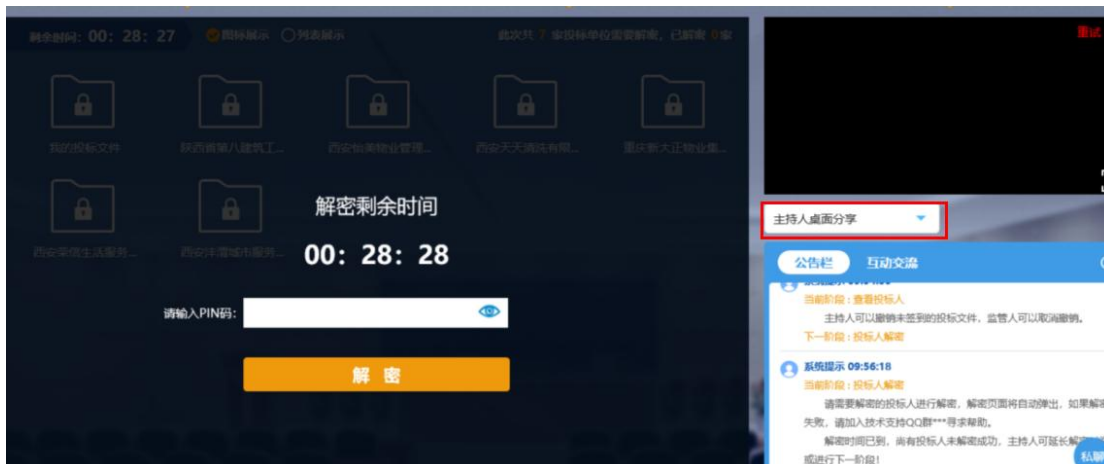 剩余时间: 00: 28: 27 图标展示 列表展示 此次共 7 家投标单位需要解密，已解密 0家
我的投标文件 陕西省第八建筑工... 西安怡美物业管理... 西安天天清洗有限... 重庆新大正物业集...
西安荣信生活服务... 西安沣渭城市服务...
解密剩余时间
00: 28: 28
请输入PIN码:
解 密
重试
主持人桌面分享
公告栏 互动交流
当前阶段 : 查看投标人
主持人可以撤销未签到的投标文件，监管人可以取消撤销。
下一阶段 : 投标人解密
系统提示 09:56:18
当前阶段 : 投标人解密
请需要解密的投标人进行解密，解密页面将自动弹出，如果解密
失败，请加入技术支持QQ群***寻求帮助。
解密时间已到，尚有投标人未解密成功，主持人可延长解
或进行下一阶段!
私聊